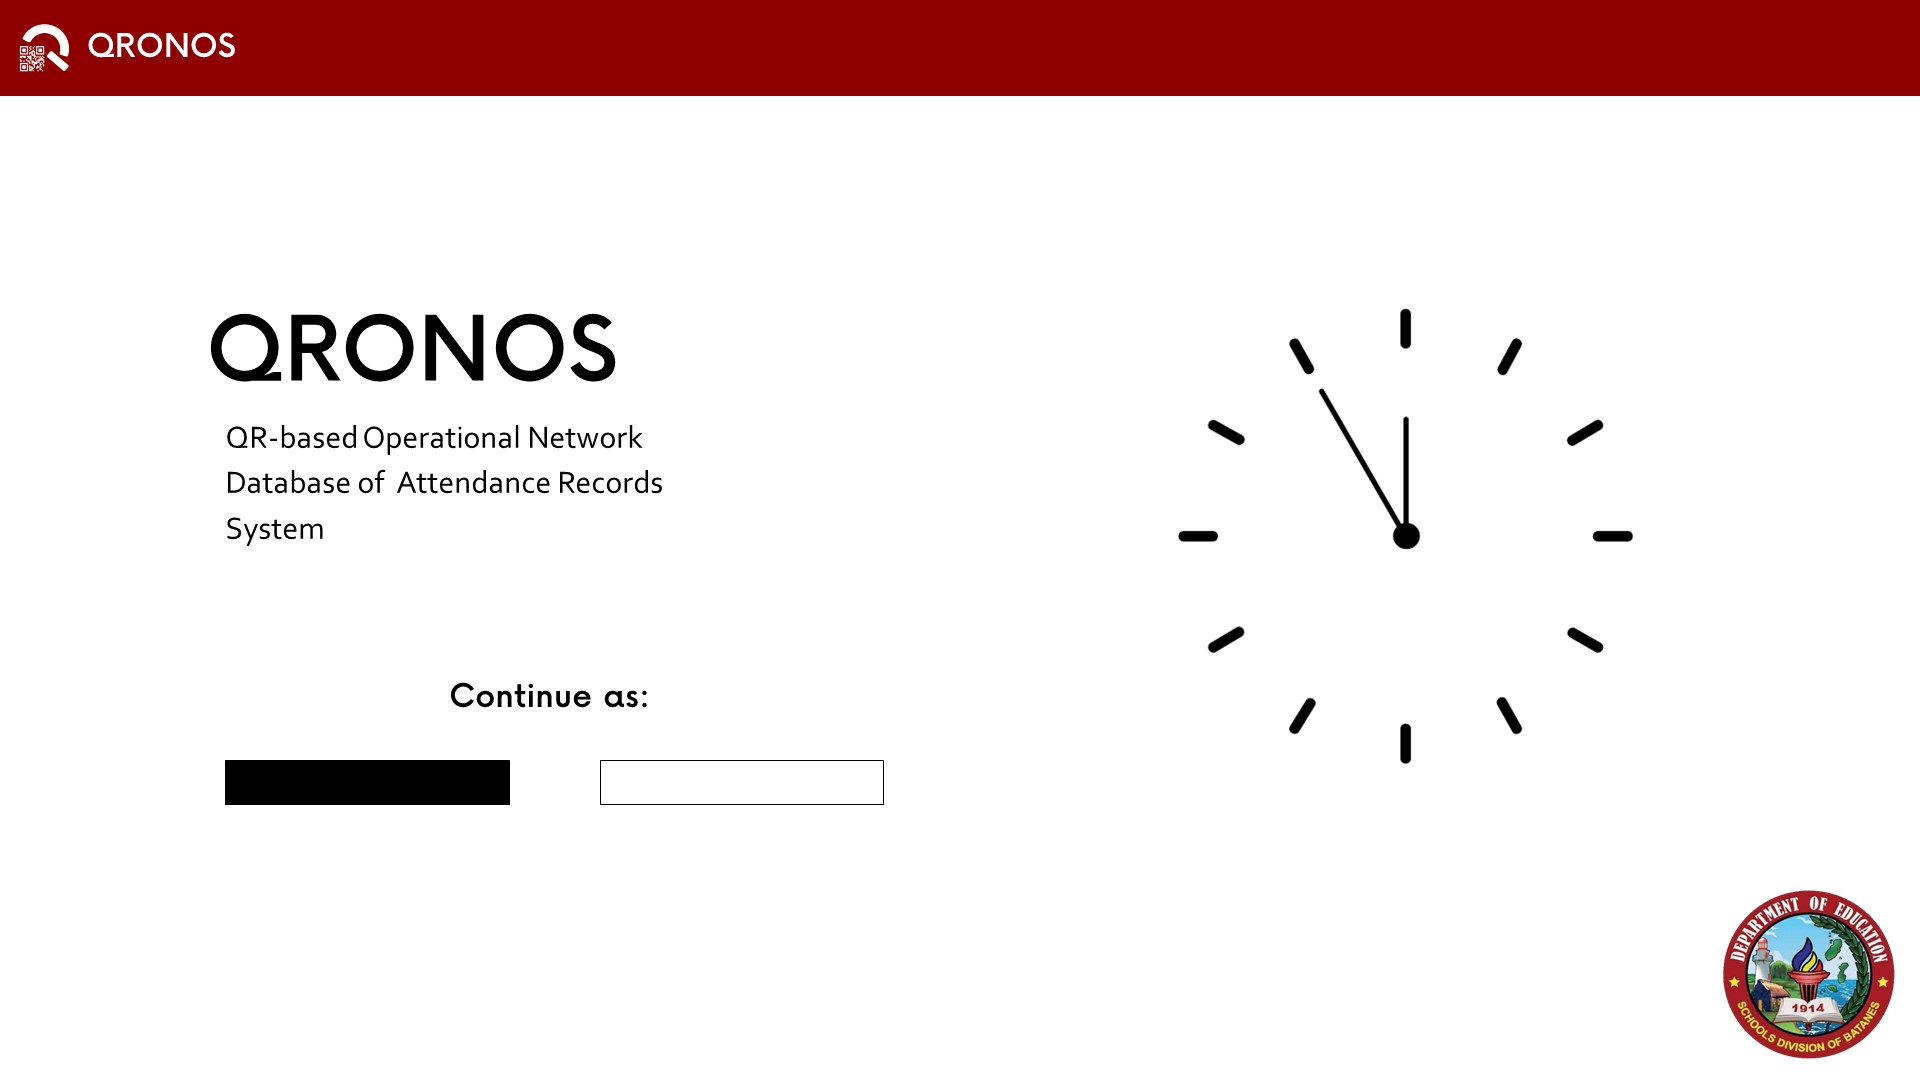 QRONOS
QRONOS
QR-based Operational Network
Database of Attendance Records
System
Continue as:
DEPARTMENT OF EDUCATION
1914
SCHOOLS DIVISION OF BATANES